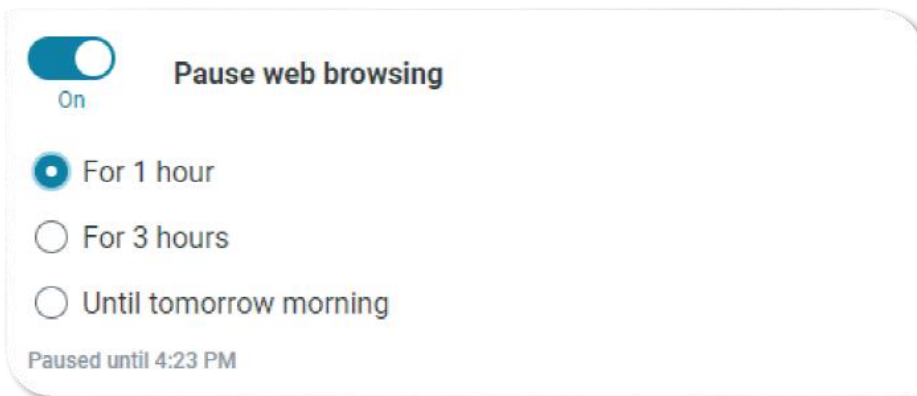 Pause web browsing
On
For 1 hour
For 3 hours
Until tomorrow morning
Paused until 4:23 PM